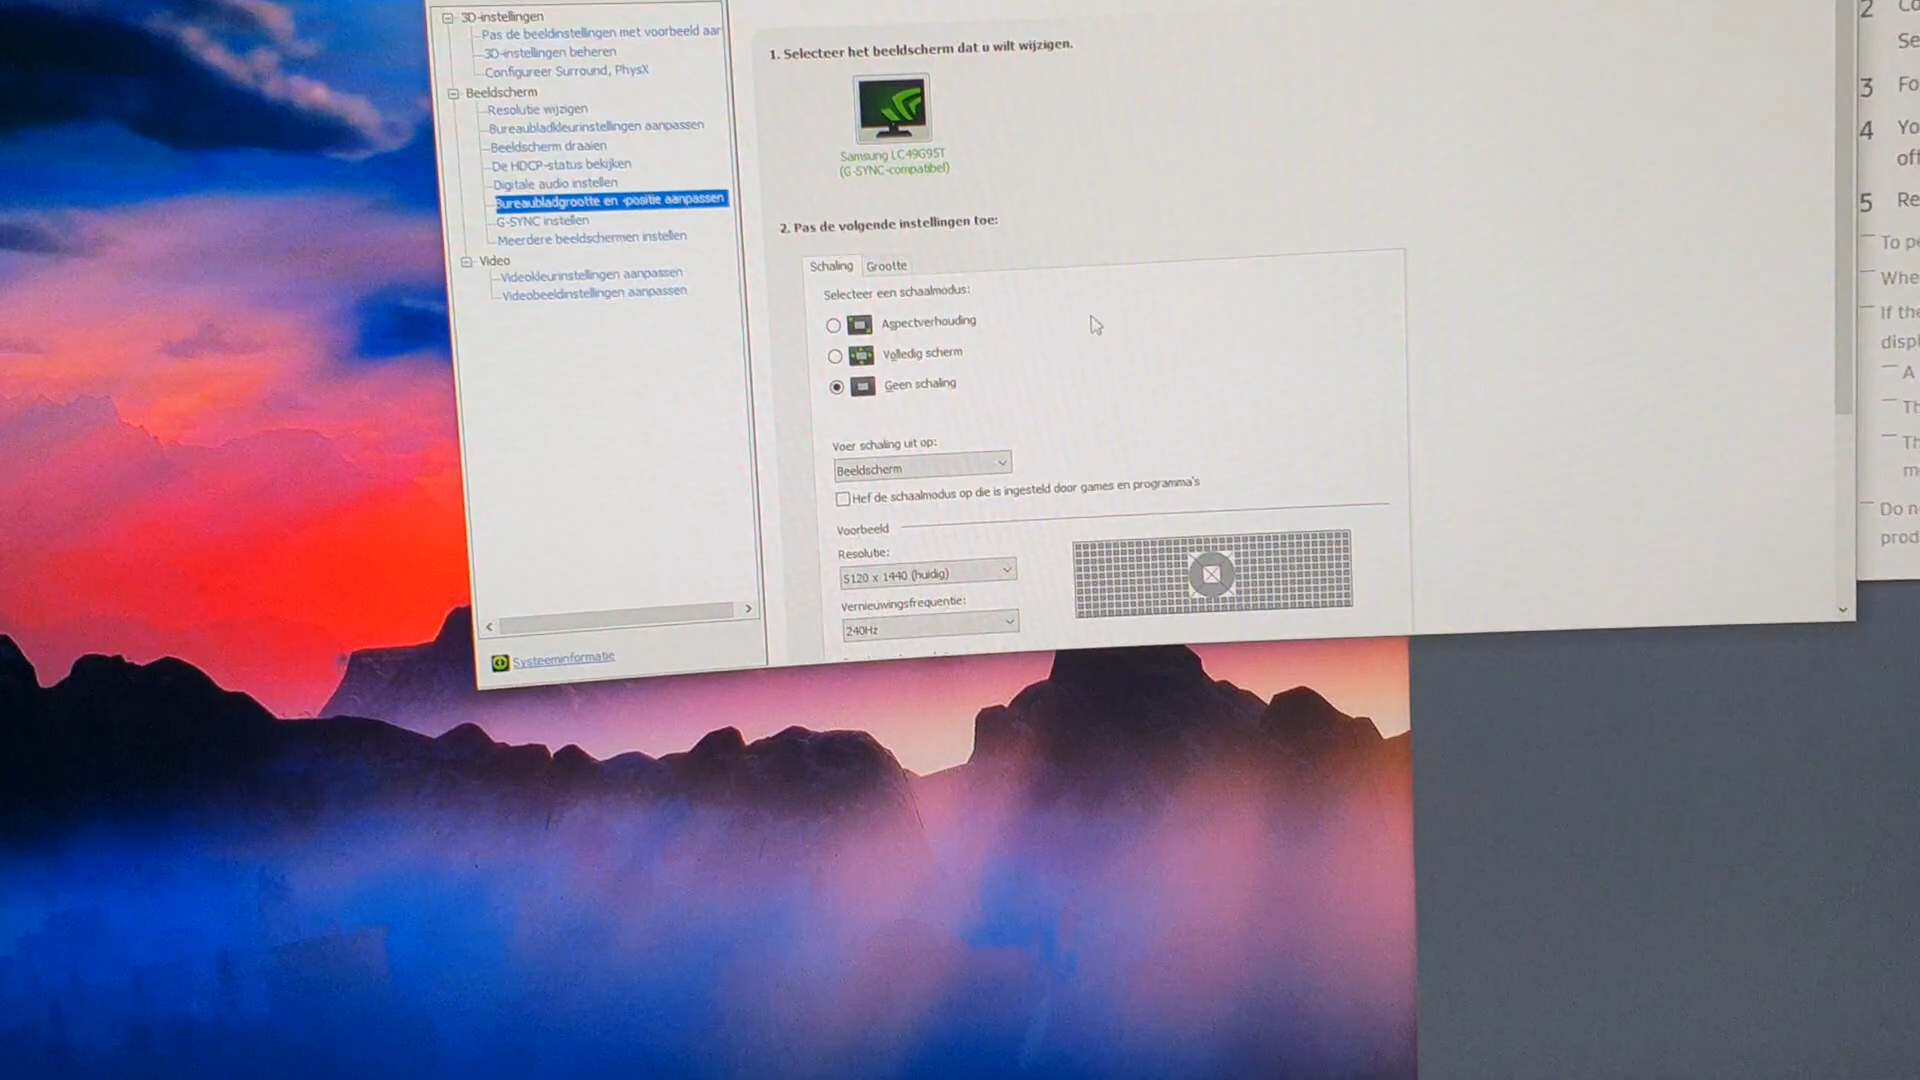 3D-instellingen
Pas de beeldinstellingen met voorbeeld aar
3D-instellingen beheren
Configureer Surround, PhysX
Beeldscherm
Resolutie wijzigen
Bureaubladkleurinstellingen aanpassen
Beeldscherm draaien
De HDCP-status bekijken
Digitale audio instellen
Bureaubladgrootte en -positie aanpassen
G-SYNC instellen
Meerdere beeldschermen instellen
Video
Videokleurinstellingen aanpassen
Videobeeldinstellingen aanpassen
Systeeminformatie
1. Selecteer het beeldscherm dat u wilt wijzigen.
Samsung LC49G95T
(G-SYNC-compatibel)
2. Pas de volgende instellingen toe:
Schaling Grootte
Selecteer een schaalmodus:
Aspectverhouding
Volledig scherm
Geen schaling
Voer schaling uit op:
Beeldscherm
Hef de schaalmodus op die is ingesteld door games en programma's
Voorbeeld
Resolutie:
5120 x 1440 (huidig)
Vernieuwingsfrequentie:
240Hz
2
Se
3 Fo
4 Yo
off
5 Re
To pe
Whe
If the
displ
A
Th
Th
m
Do n
prod